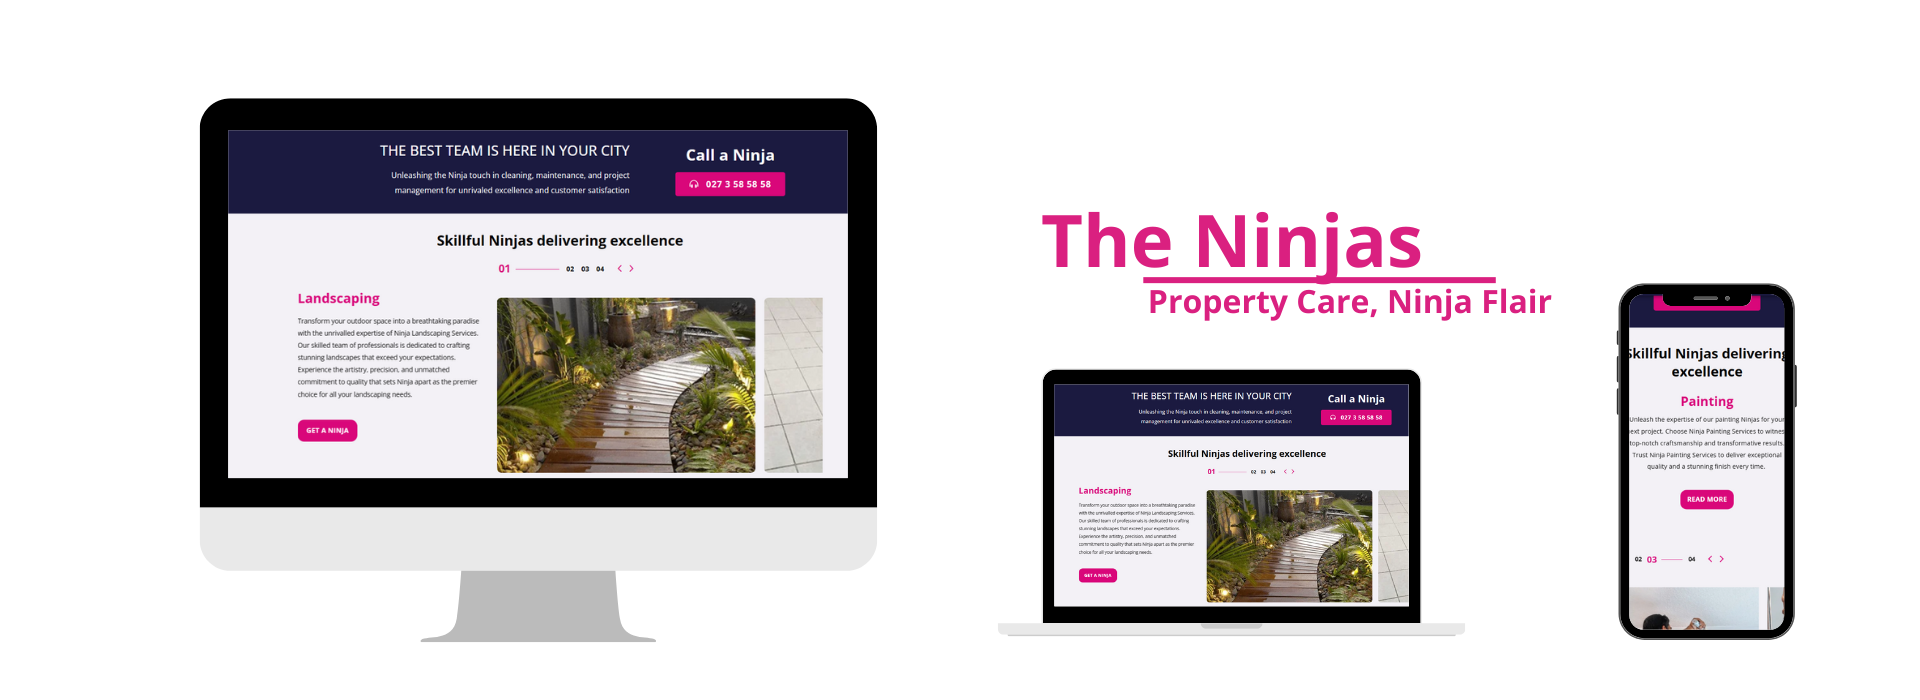 THE BEST TEAM IS HERE IN YOUR CITY
Unleashing the Ninja touch in cleaning, maintenance, and project
management for unrivaled excellence and customer satisfaction
Call a Ninja
027 3 58 58 58
Skillful Ninjas delivering excellence
01 02 03 04
Landscaping
Transform your outdoor space into a breathtaking paradise
with the unrivalled expertise of Ninja Landscaping Services.
Our skilled team of professionals is dedicated to crafting
stunning landscapes that exceed your expectations.
Experience the artistry, precision, and unmatched
commitment to quality that sets Ninja apart as the premier
choice for all your landscaping needs.
GET A NINJA
The Ninjas
Property Care, Ninja Flair
THE BEST TEAM IS HERE IN YOUR CITY
Unleashing the Ninja touch in cleaning, maintenance, and project
management for unrivaled excellence and customer satisfaction
Call a Ninja
027 3 58 58 58
Skillful Ninjas delivering excellence
01 02 03 04
Landscaping
Transform your outdoor space into a breathtaking paradise
with the unrivalled expertise of Ninja Landscaping Services.
Our skilled team of professionals is dedicated to crafting
stunning landscapes that exceed your expectations.
Experience the artistry, precision, and unmatched
commitment to quality that sets Ninja apart as the premier
choice for all your landscaping needs.
GET A NINJA
Skillful Ninjas delivering
excellence
Painting
Unleash the expertise of our painting Ninjas for your
ext project. Choose Ninja Painting Services to witnes
top-notch craftsmanship and transformative results.
Trust Ninja Painting Services to deliver exceptional
quality and a stunning finish every time.
READ MORE
02 03 04